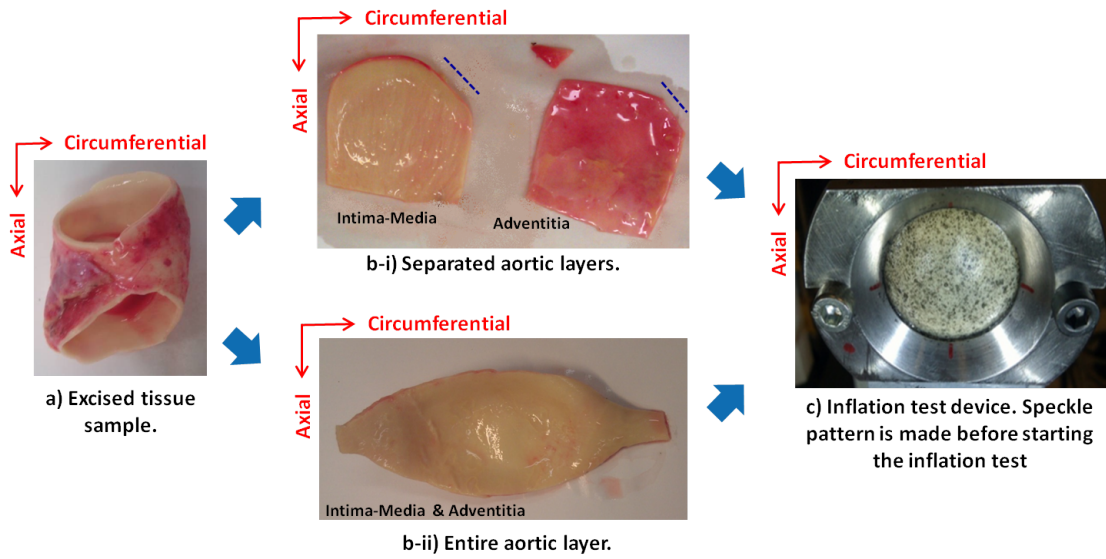 Circumferential
Axial
Intima-Media
Adventitia
b-i) Separated aortic layers.
Circumferential
Axial
a) Excised tissue
sample.
Circumferential
Axial
Intima-Media & Adventitia
b-ii) Entire aortic layer.
Circumferential
Axial
c) Inflation test device. Speckle
pattern is made before starting
the inflation test